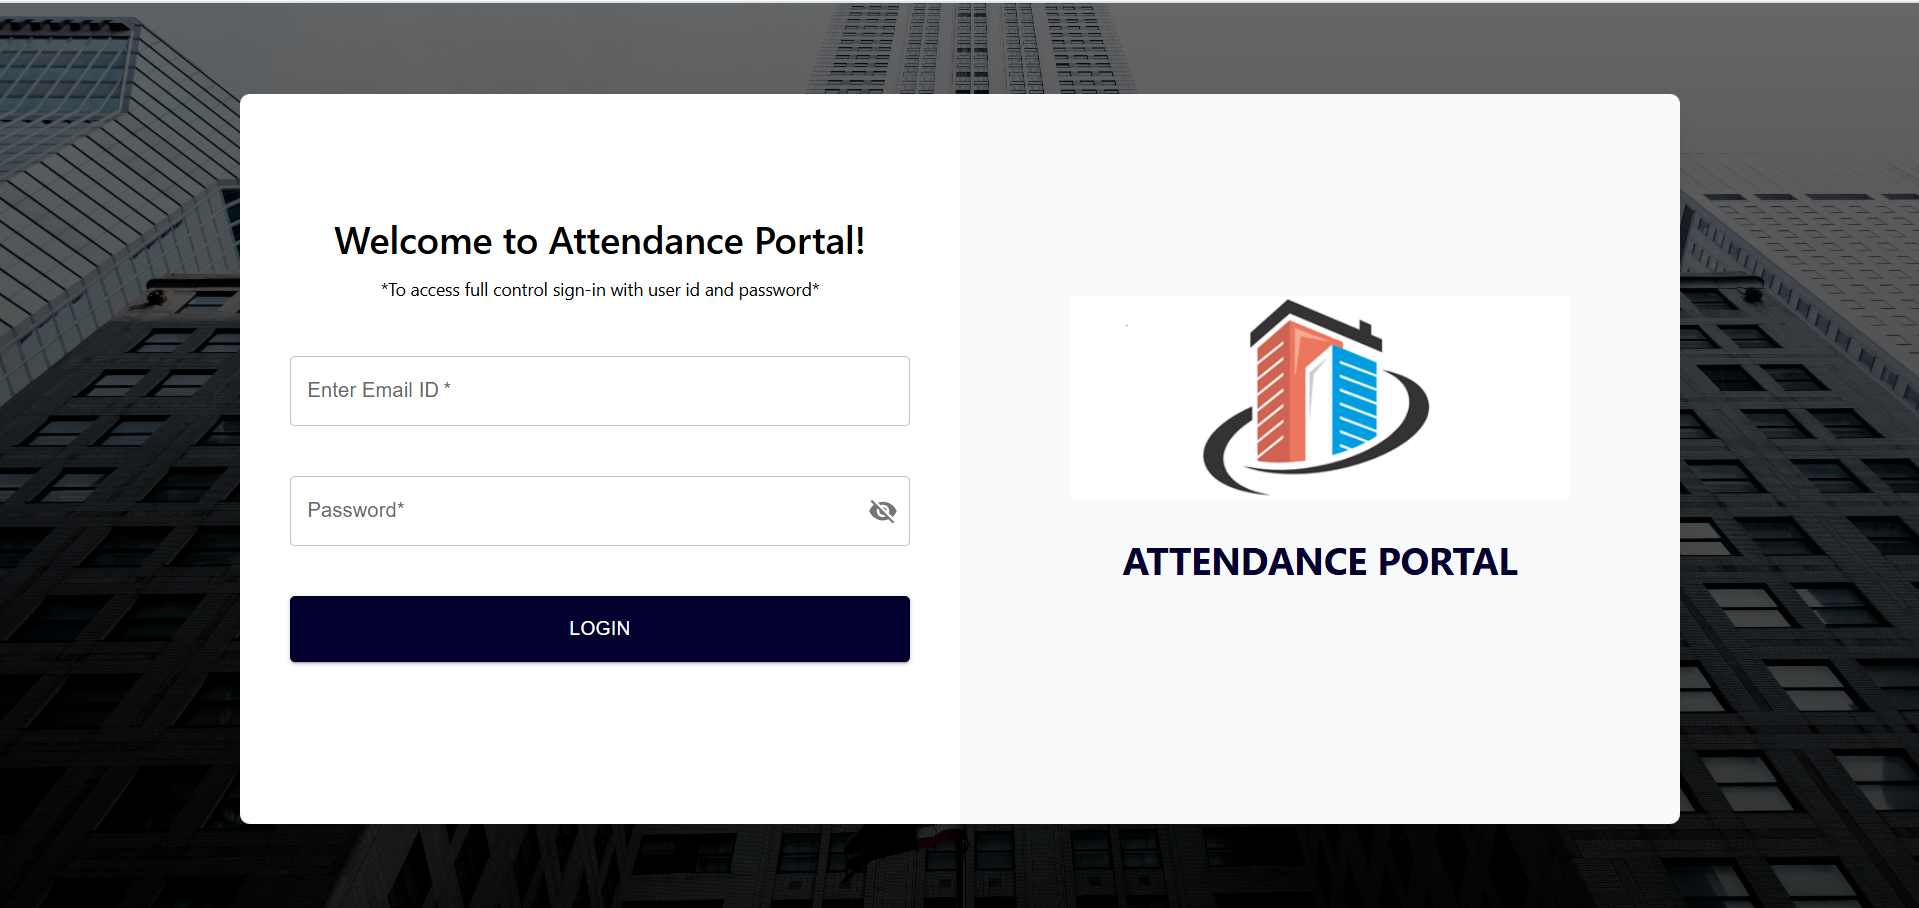 Welcome to Attendance Portal!
*To access full control sign-in with user id and password*
Enter Email ID *
Password*
LOGIN
ATTENDANCE PORTAL